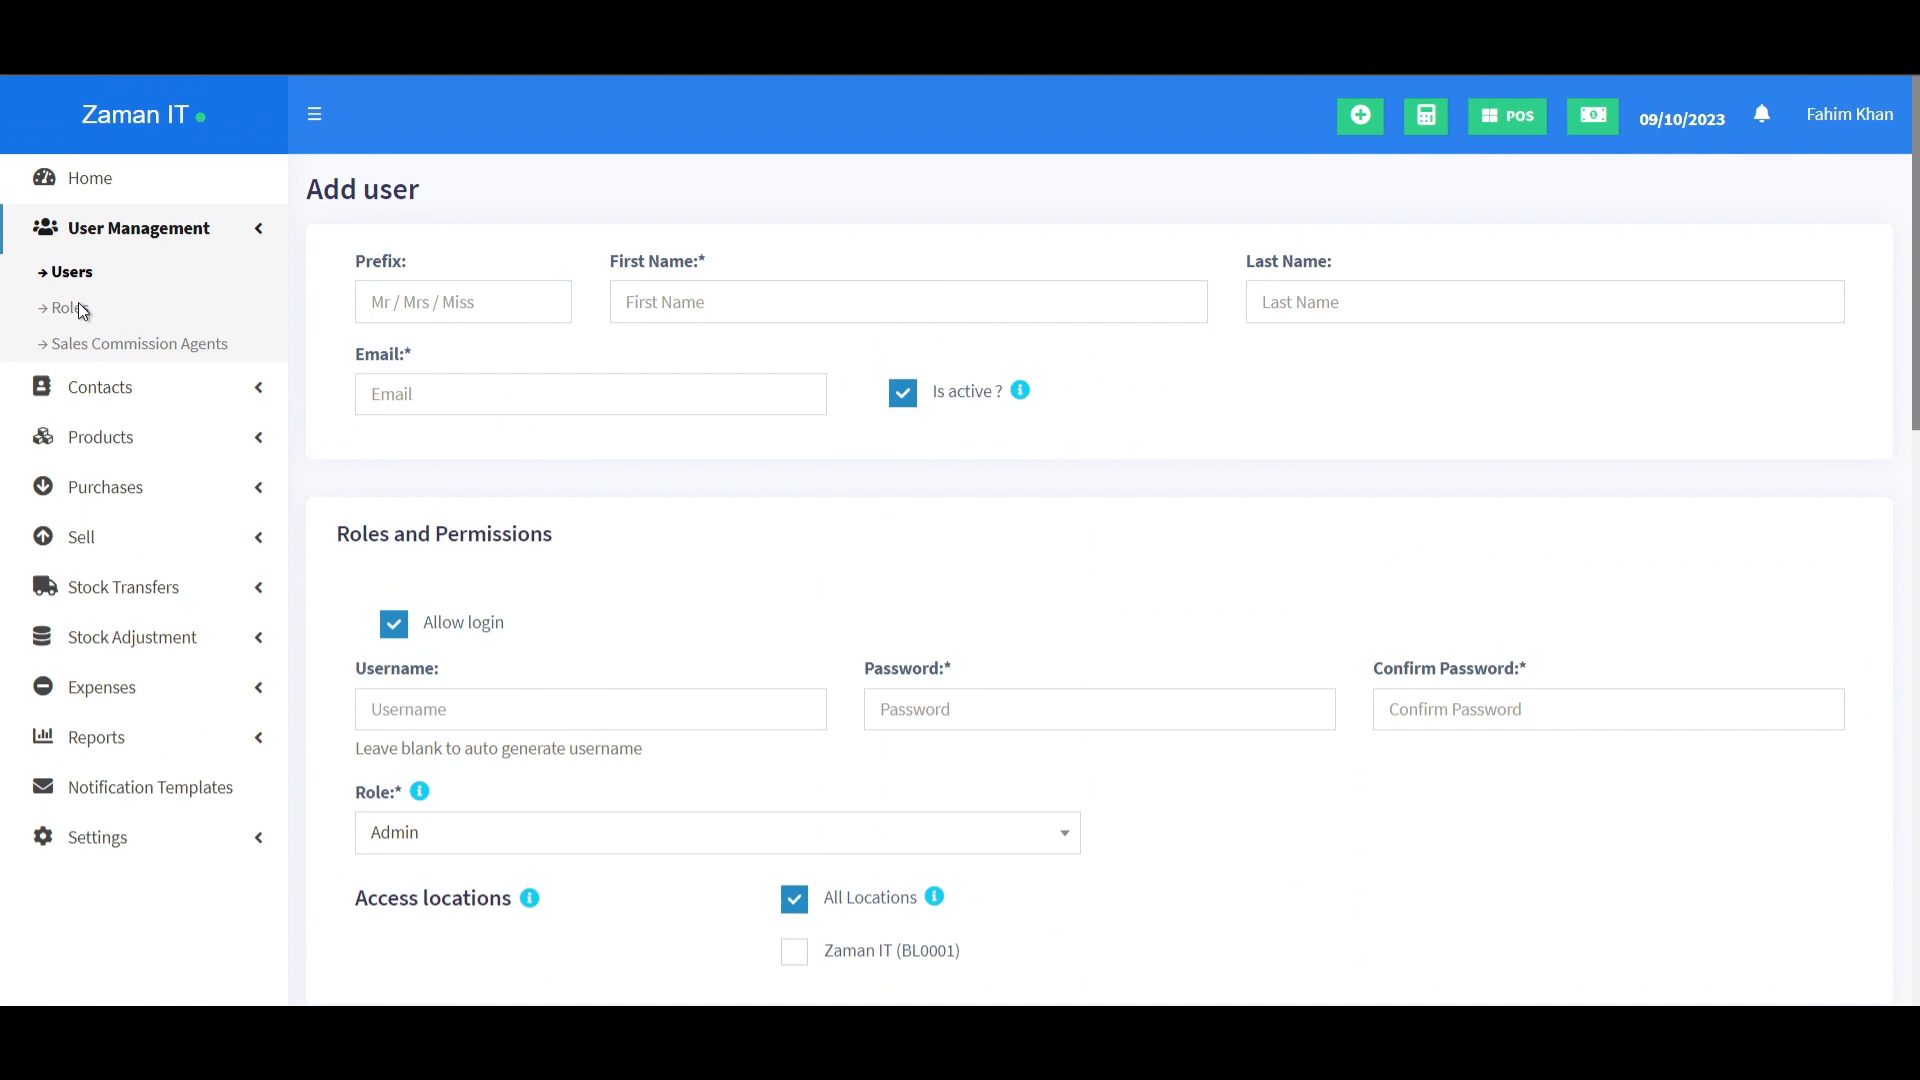 Zaman IT
POS
09/10/2023
Fahim Khan
Home
User Management
Users
Roles
Sales Commission Agents
Contacts
Products
Purchases
Sell
Stock Transfers
Stock Adjustment
Expenses
Reports
Notification Templates
Settings
Add user
Prefix: First Name:* Last Name:
Mr / Mrs / Miss First Name Last Name
Email:*
Email Is active ?
Roles and Permissions
Allow login
Username: Password:* Confirm Password:*
Username Password Confirm Password
Leave blank to auto generate username
Role:*
Admin
Access locations All Locations
Zaman IT (BL0001)